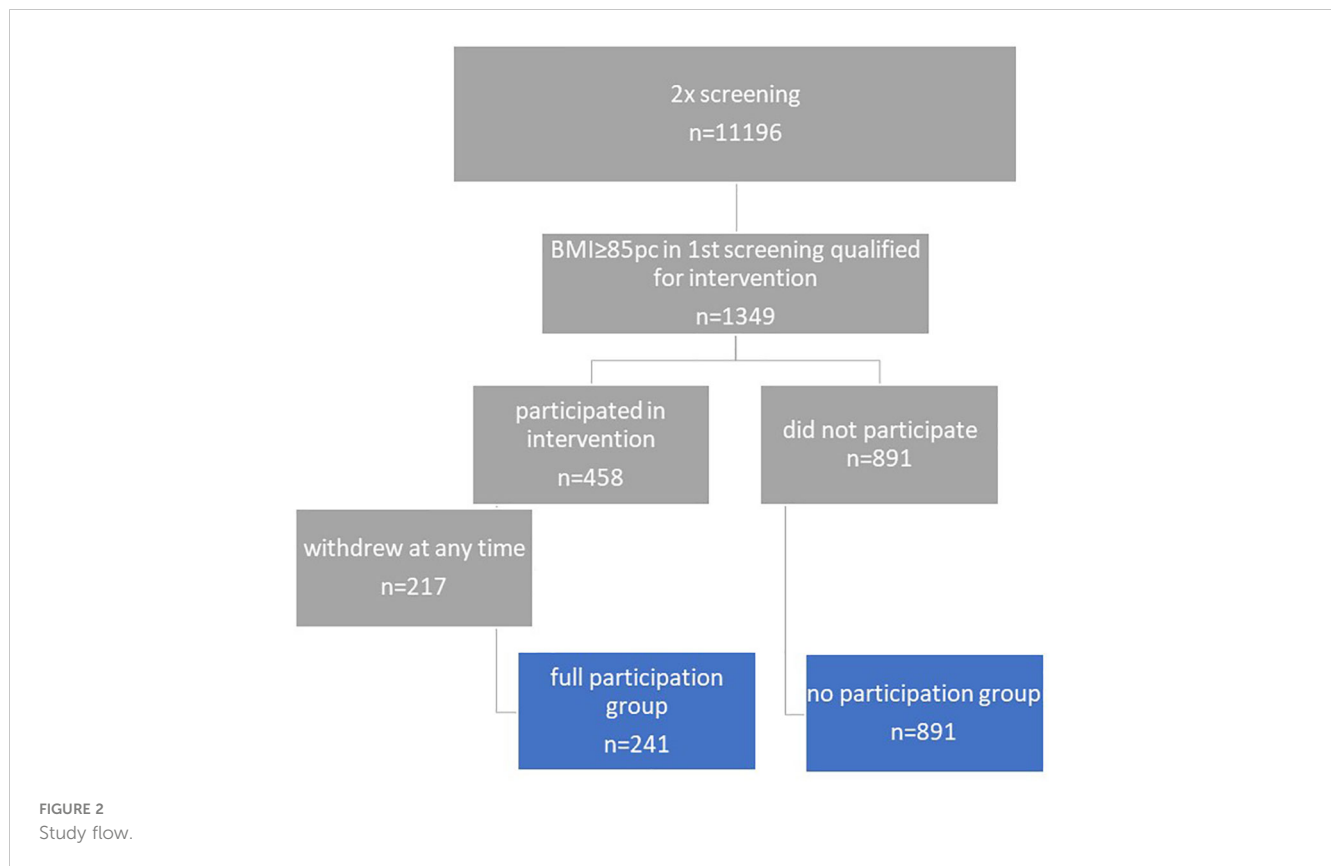 2x screening
n=11196
BMI≥85pc in 1st screening qualified
for intervention
n=1349
participated in
intervention
n=458
did not participate
n=891
withdrew at any time
n=217
full participation
group
n=241
no participation group
n=891
FIGURE 2
Study flow.